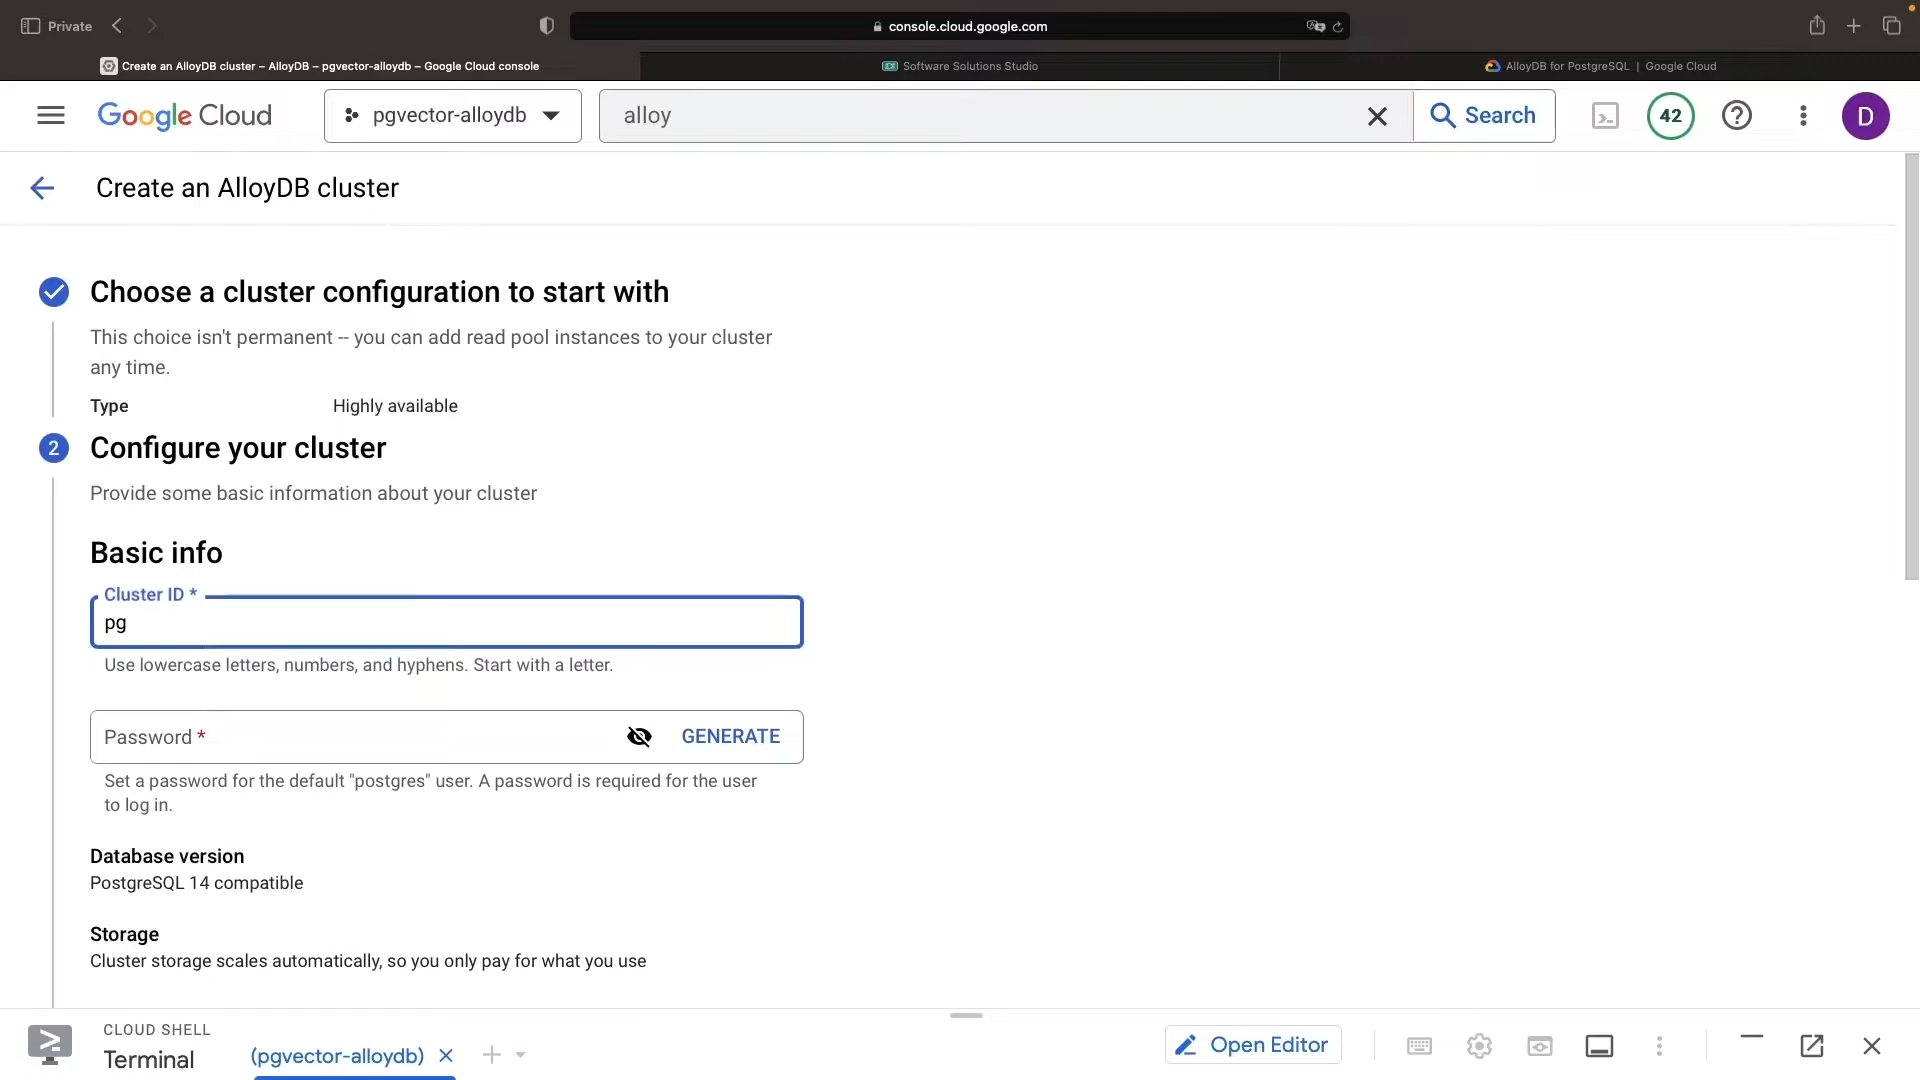 Private
console.cloud.google.com
Create an AlloyDB cluster – AlloyDB – pgvector-alloydb – Google Cloud console
Software Solutions Studio
AlloyDB for PostgreSQL | Google Cloud
Google Cloud
pgvector-alloydb
alloy
Search
42
D
Create an AlloyDB cluster
Choose a cluster configuration to start with
This choice isn't permanent -- you can add read pool instances to your cluster
any time.
Type Highly available
2 Configure your cluster
Provide some basic information about your cluster
Basic info
Cluster ID *
pg
Use lowercase letters, numbers, and hyphens. Start with a letter.
Password * GENERATE
Set a password for the default "postgres" user. A password is required for the user
to log in.
Database version
PostgreSQL 14 compatible
Storage
Cluster storage scales automatically, so you only pay for what you use
CLOUD SHELL
Terminal
(pgvector-alloydb)
Open Editor